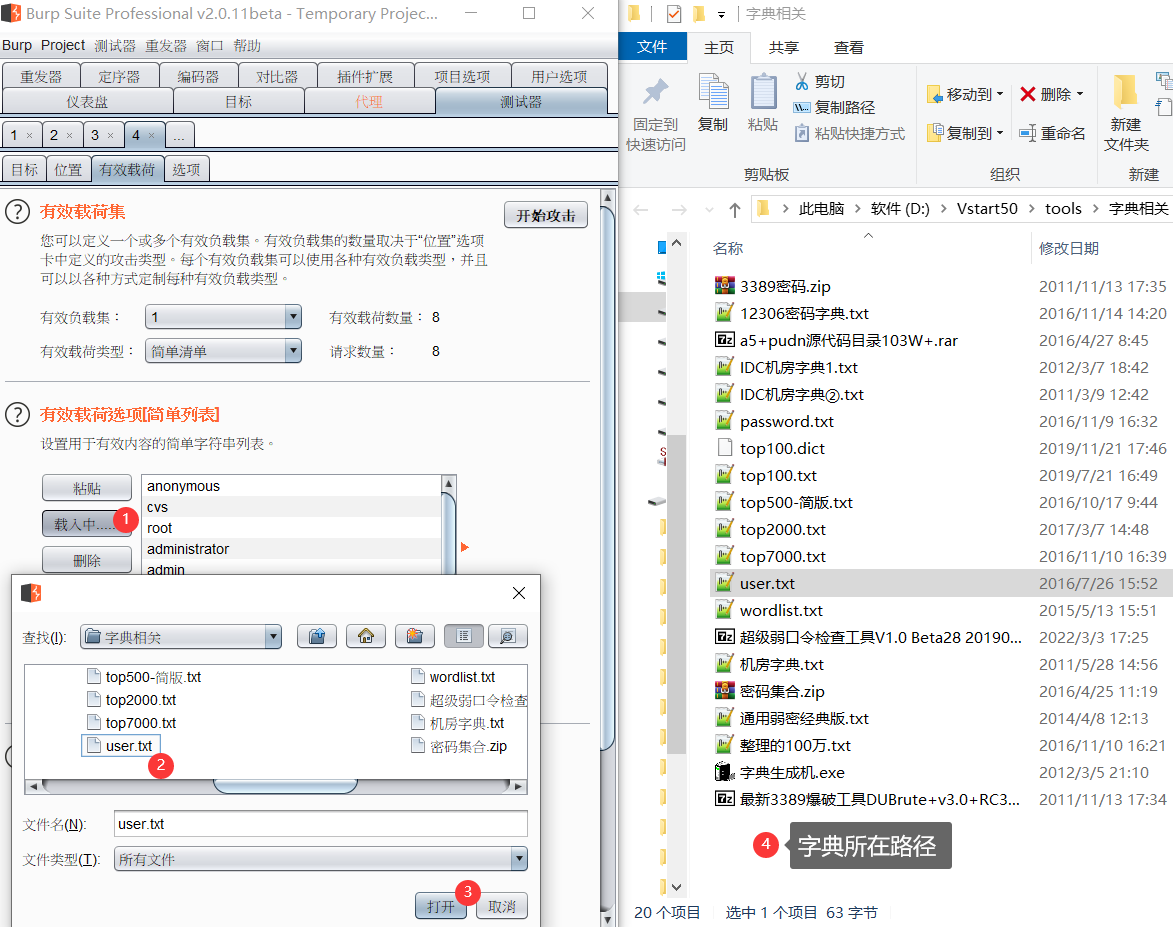 Burp Suite Professional v2.0.11beta - Temporary Projec...
Burp Project 测试器 重发器 窗口 帮助
重发器 定序器 编码器 对比器 插件扩展 项目选项 用户选项
仪表盘 目标 代理 测试器
1 × 2 × 3 × 4 × ...
目标 位置 有效载荷 选项
? 有效载荷集
开始攻击
您可以定义一个或多个有效负载集。有效负载集的数量取决于“位置”选项
卡中定义的攻击类型。每个有效负载集可以使用各种有效负载类型，并且
可以以各种方式定制每种有效负载类型。
有效负载集： 1 有效载荷数量： 8
有效载荷类型： 简单清单 请求数量： 8
? 有效载荷选项[简单列表]
设置用于有效内容的简单字符串列表。
粘贴
载入中......
1
删除
anonymous
cvs
root
administrator
admin
查找(I): 字典相关
top500-简版.txt
top2000.txt
top7000.txt
user.txt
2
wordlist.txt
超级弱口令检查
机房字典.txt
密码集合.zip
文件名(N): user.txt
文件类型(T): 所有文件
3
打开 取消
字典相关
文件 主页 共享 查看
固定到
快速访问
复制
粘贴
剪切
复制路径
粘贴快捷方式
剪贴板
移动到
复制到
删除
重命名
组织
新建
文件夹
新建
此电脑 > 软件 (D:) > Vstart50 > tools > 字典相关
名称 修改日期
3389密码.zip 2011/11/13 17:35
12306密码字典.txt 2016/11/14 14:20
a5+pudn源代码目录103W+.rar 2016/4/27 8:45
IDC机房字典1.txt 2012/3/7 18:42
IDC机房字典②.txt 2011/3/9 12:42
password.txt 2016/11/9 16:32
top100.dict 2019/11/21 17:46
top100.txt 2019/7/21 16:49
top500-简版.txt 2016/10/17 9:44
top2000.txt 2017/3/7 14:48
top7000.txt 2016/11/10 16:39
user.txt 2016/7/26 15:52
wordlist.txt 2015/5/13 15:51
超级弱口令检查工具V1.0 Beta28 20190... 2022/3/3 17:25
机房字典.txt 2011/5/28 14:56
密码集合.zip 2016/4/25 11:19
通用弱密经典版.txt 2014/4/8 12:13
整理的100万.txt 2016/11/10 16:21
字典生成机.exe 2012/3/5 21:10
最新3389爆破工具DUBrute+v3.0+RC3... 2011/11/13 17:34
4 字典所在路径
20 个项目 选中 1 个项目 63 字节